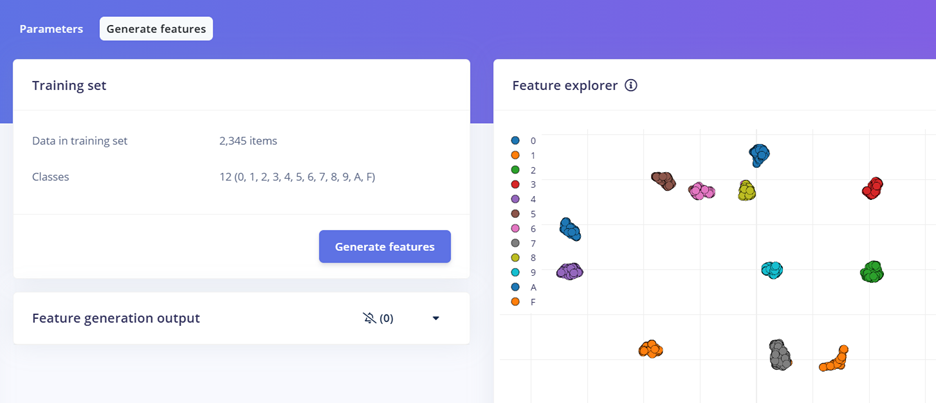 Parameters
Generate features
Training set
Data in training set 2,345 items
Classes 12 (0, 1, 2, 3, 4, 5, 6, 7, 8, 9, A, F)
Generate features
Feature generation output (0)
Feature explorer
0
1
2
3
4
5
6
7
8
9
A
F